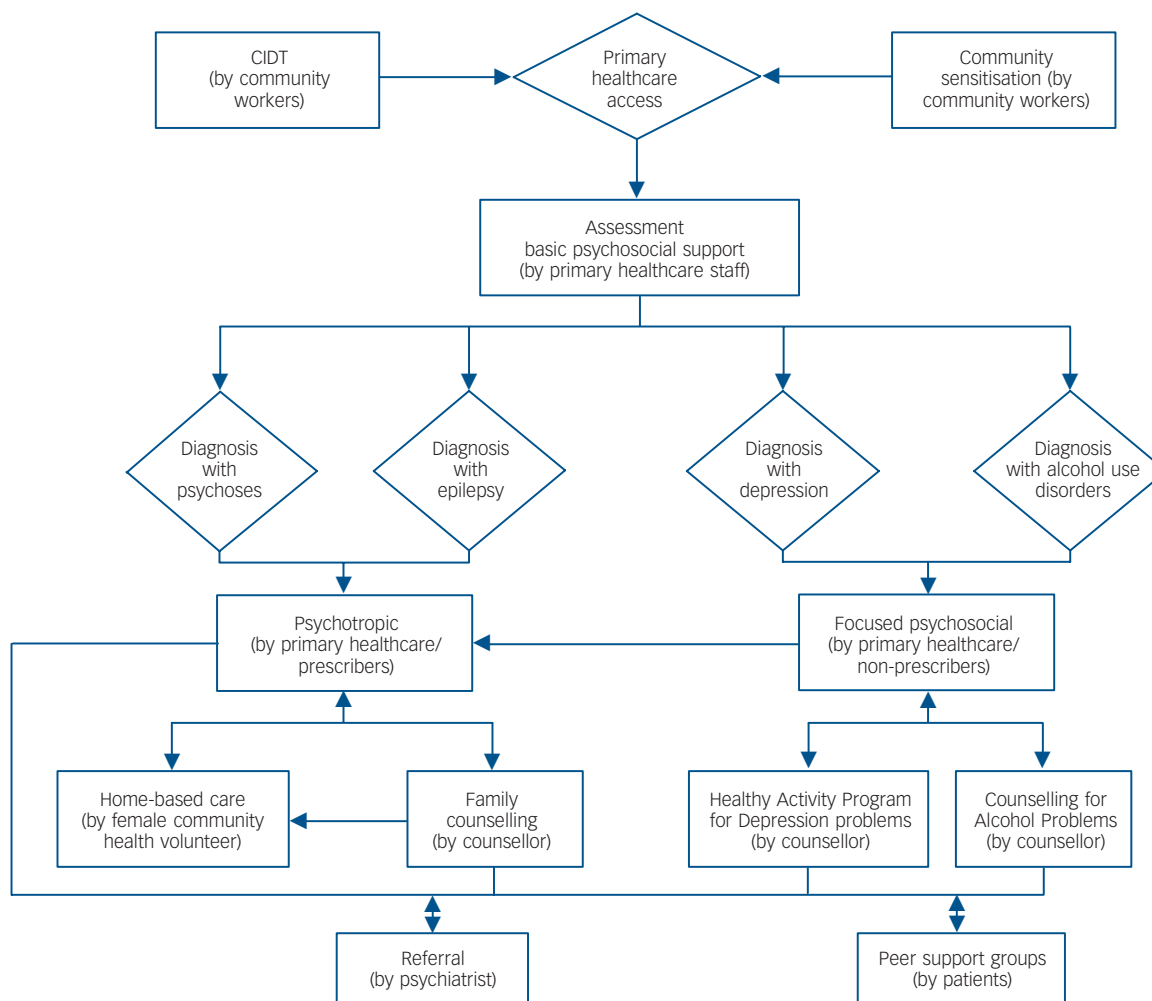 CIDT
(by community
workers)
Primary
healthcare
access
Community
sensitisation (by
community workers)
Assessment
basic psychosocial support
(by primary healthcare staff)
Diagnosis
with
psychoses
Diagnosis
with
epilepsy
Diagnosis
with
depression
Diagnosis
with alcohol use
disorders
Psychotropic
(by primary healthcare/
prescribers)
Focused psychosocial
(by primary healthcare/
non-prescribers)
Home-based care
(by female community
health volunteer)
Family
counselling
(by counsellor)
Healthy Activity Program
for Depression problems
(by counsellor)
Counselling for
Alcohol Problems
(by counsellor)
Referral
(by psychiatrist)
Peer support groups
(by patients)